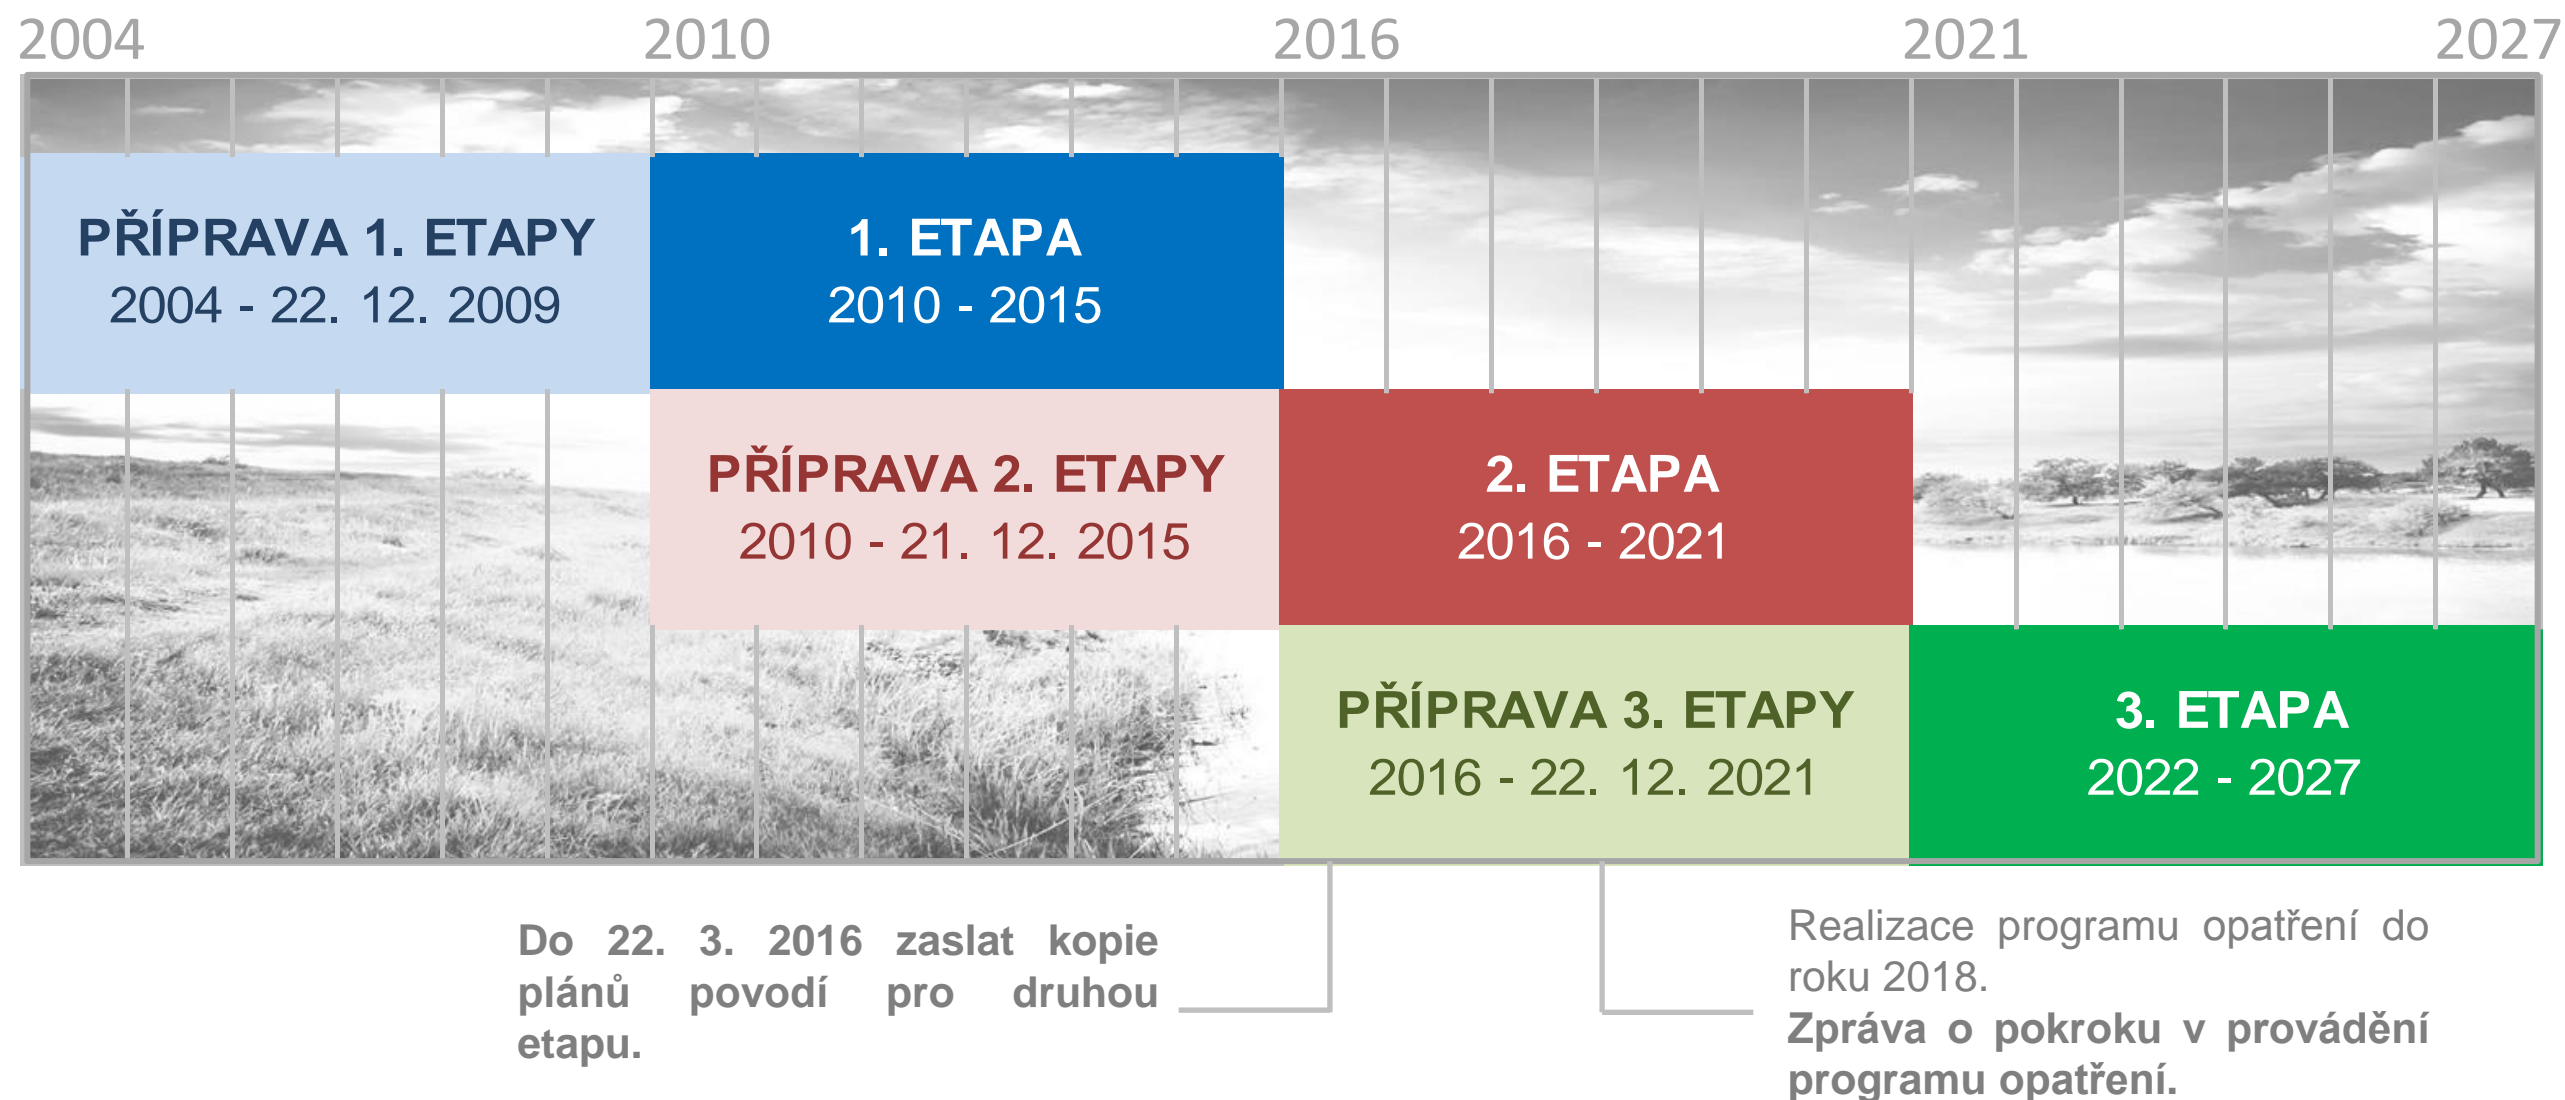 2004
2010
2016
2021
2027
PŘÍPRAVA 1. ETAPY
2004 - 22. 12. 2009
1. ETAPA
2010 - 2015
PŘÍPRAVA 2. ETAPY
2010 - 21. 12. 2015
2. ETAPA
2016 - 2021
PŘÍPRAVA 3. ETAPY
2016 - 22. 12. 2021
3. ETAPA
2022 - 2027
Do 22. 3. 2016 zaslat kopie
plánů povodí pro druhou
etapu.
Realizace programu opatření do
roku 2018.
Zpráva o pokroku v provádění
programu opatření.